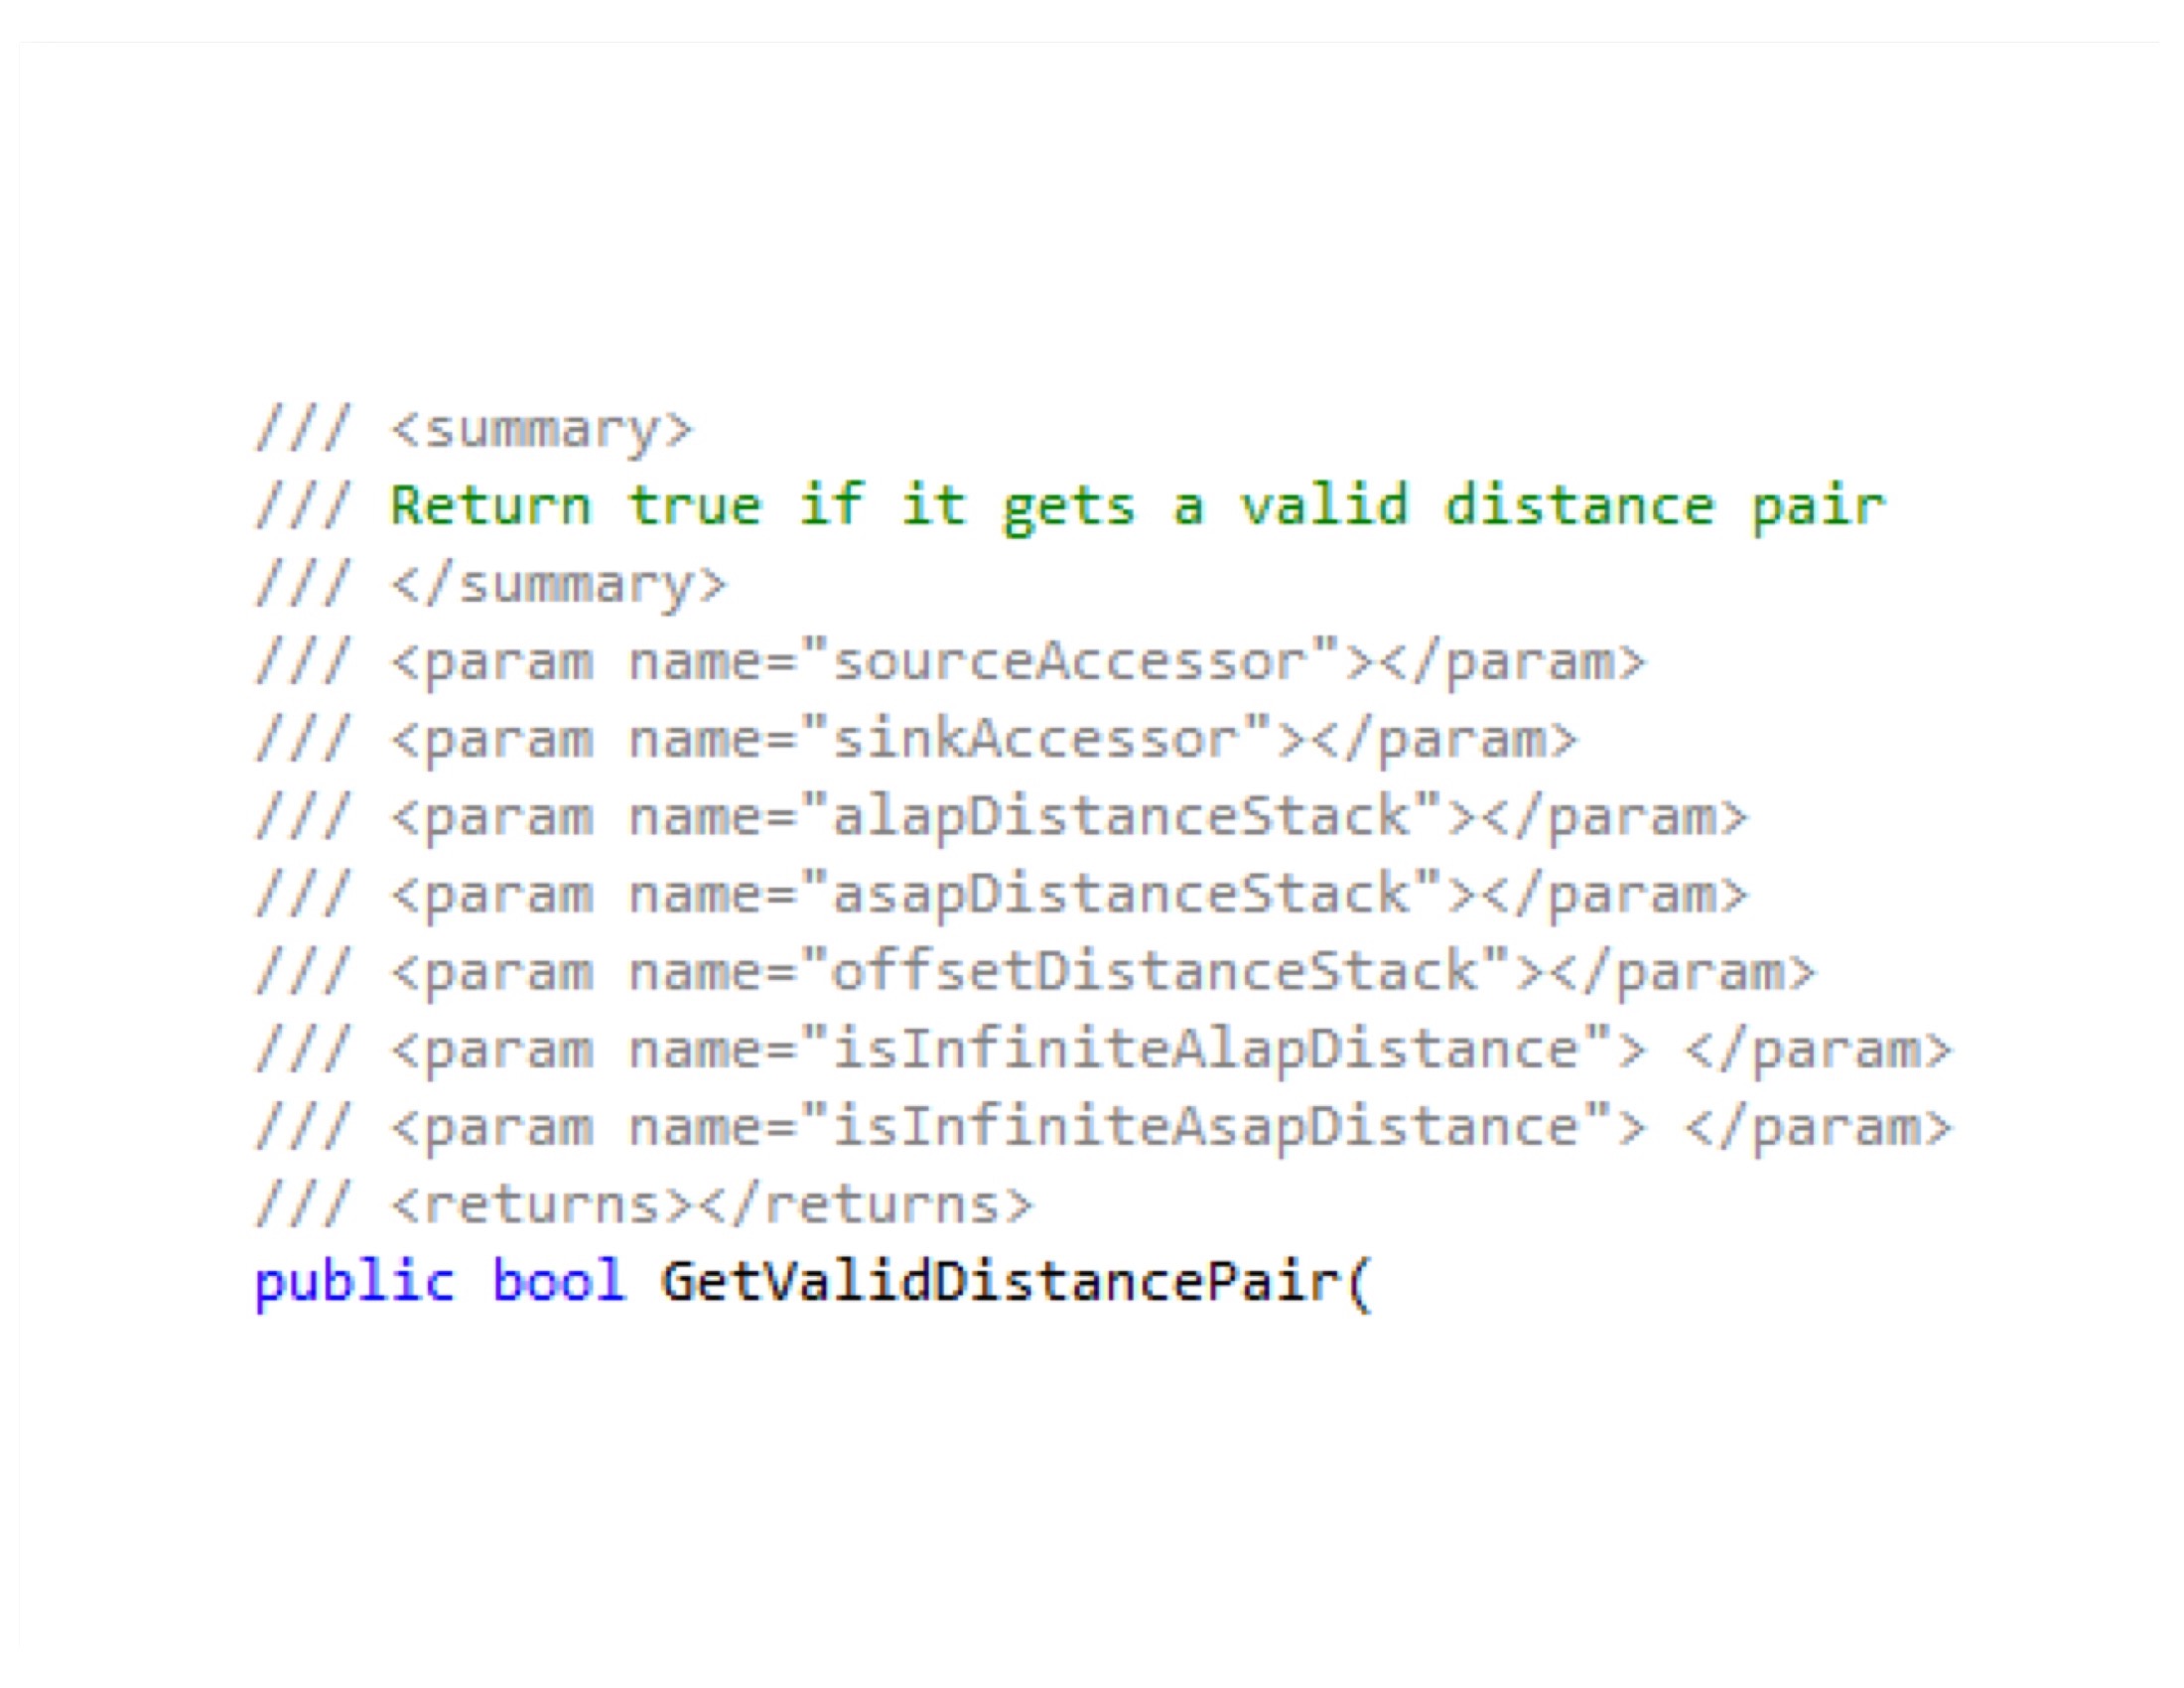 /// <summary>
/// Return true if it gets a valid distance pair
/// </summary>
/// <param name="sourceAccessor"></param>
/// <param name="sinkAccessor"></param>
/// <param name="alapDistanceStack"></param>
/// <param name="asapDistanceStack"></param>
/// <param name="offsetDistanceStack"></param>
/// <param name="isInfiniteAlapDistance"> </param>
/// <param name="isInfiniteAsapDistance"> </param>
/// <returns></returns>
public bool GetValidDistancePair(